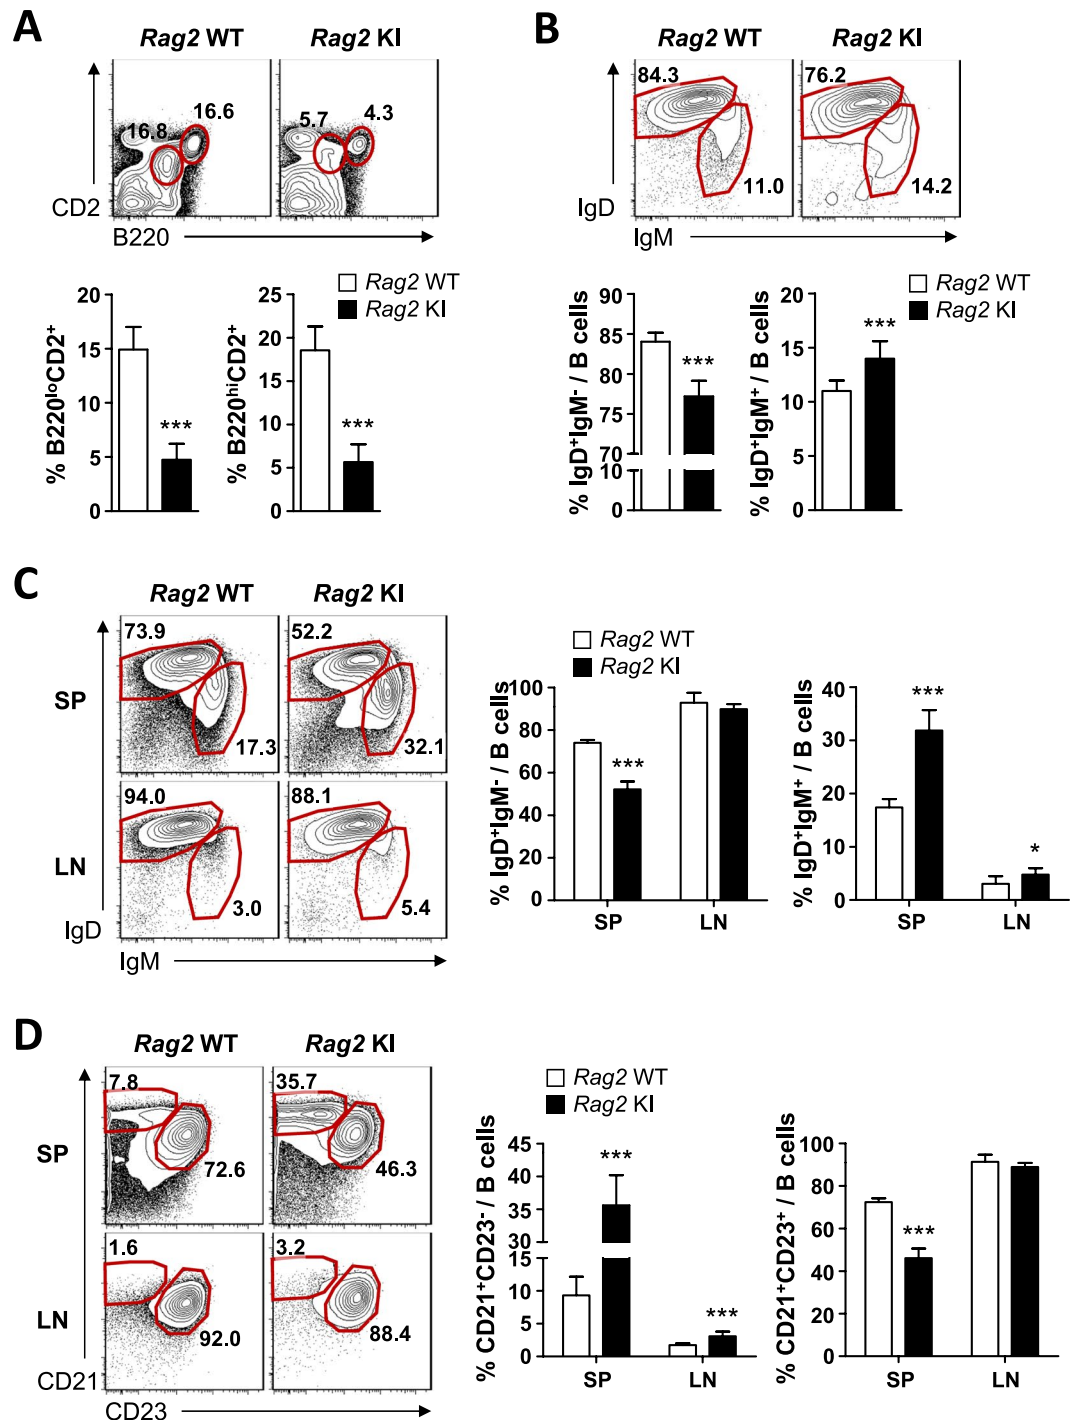 A
Rag2 WT
Rag2 KI
16.8
16.6
5.7
4.3
CD2
B220
Rag2 WT
Rag2 KI
% B220loCD2+
20
15
10
5
0
***
% B220hiCD2+
25
20
15
10
5
0
***
B
Rag2 WT
Rag2 KI
84.3
11.0
76.2
14.2
IgD
IgM
Rag2 WT
Rag2 KI
% IgD+IgM- / B cells
90
85
80
75
70
10
0
***
% IgD+IgM+ / B cells
20
15
10
5
0
***
C
Rag2 WT
Rag2 KI
SP
73.9
17.3
52.2
32.1
LN
94.0
3.0
88.1
5.4
IgD
IgM
Rag2 WT
Rag2 KI
% IgD+IgM- / B cells
100
80
60
40
20
0
***
SP
LN
% IgD+IgM+ / B cells
40
30
20
10
0
***
*
SP
LN
D
Rag2 WT
Rag2 KI
SP
7.8
72.6
35.7
46.3
LN
1.6
92.0
3.2
88.4
CD21
CD23
Rag2 WT
Rag2 KI
% CD21+CD23- / B cells
45
40
35
30
15
10
5
0
***
***
SP
LN
% CD21+CD23+ / B cells
100
80
60
40
20
0
***
SP
LN